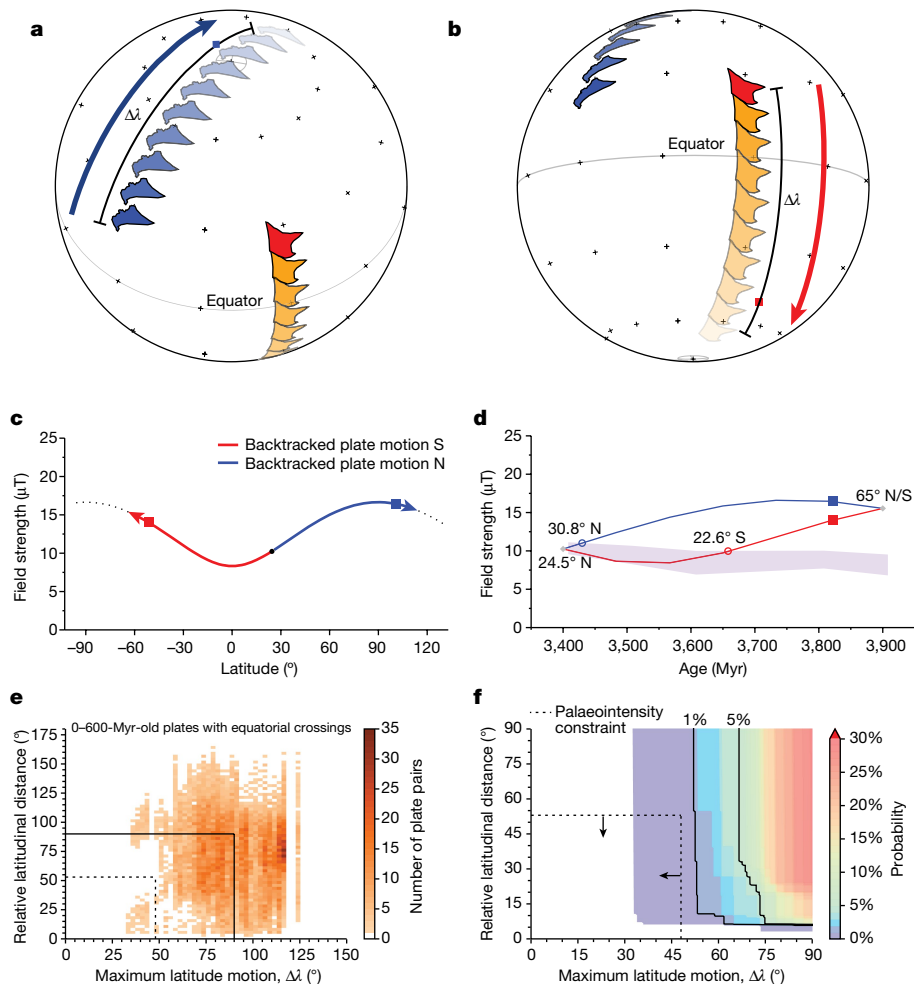 a
Δλ
Equator
b
Equator
Δλ
c
Field strength (μT)
25
20
15
10
5
0
Backtracked plate motion S
Backtracked plate motion N
–90 –60 –30 0 30 60 90 120
Latitude (°)
d
Field strength (μT)
25
20
15
10
5
0
65° N/S
30.8° N
22.6° S
24.5° N
3,400 3,500 3,600 3,700 3,800 3,900
Age (Myr)
e
0–600-Myr-old plates with equatorial crossings
Relative latitudinal distance (°)
175
150
125
100
75
50
25
0
0 25 50 75 100 125 150
Maximum latitude motion, Δλ (°)
35
30
25
20
15
10
5
0
Number of plate pairs
f
Palaeointensity
constraint
1% 5%
Relative latitudinal distance (°)
90
75
60
45
30
15
0
0 15 30 45 60 75 90
Maximum latitude motion, Δλ (°)
30%
25%
20%
15%
10%
5%
0%
Probability